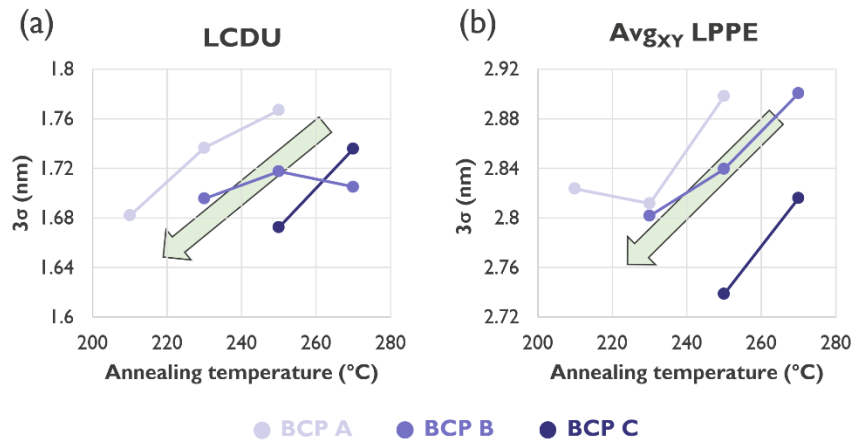 (a)
LCDU
3σ (nm)
1.8
1.76
1.72
1.68
1.64
1.6
200 220 240 260 280
Annealing temperature (°C)
(b)
Avg_XY LPPE
3σ (nm)
2.92
2.88
2.84
2.8
2.76
2.72
200 220 240 260 280
Annealing temperature (°C)
BCP A BCP B BCP C